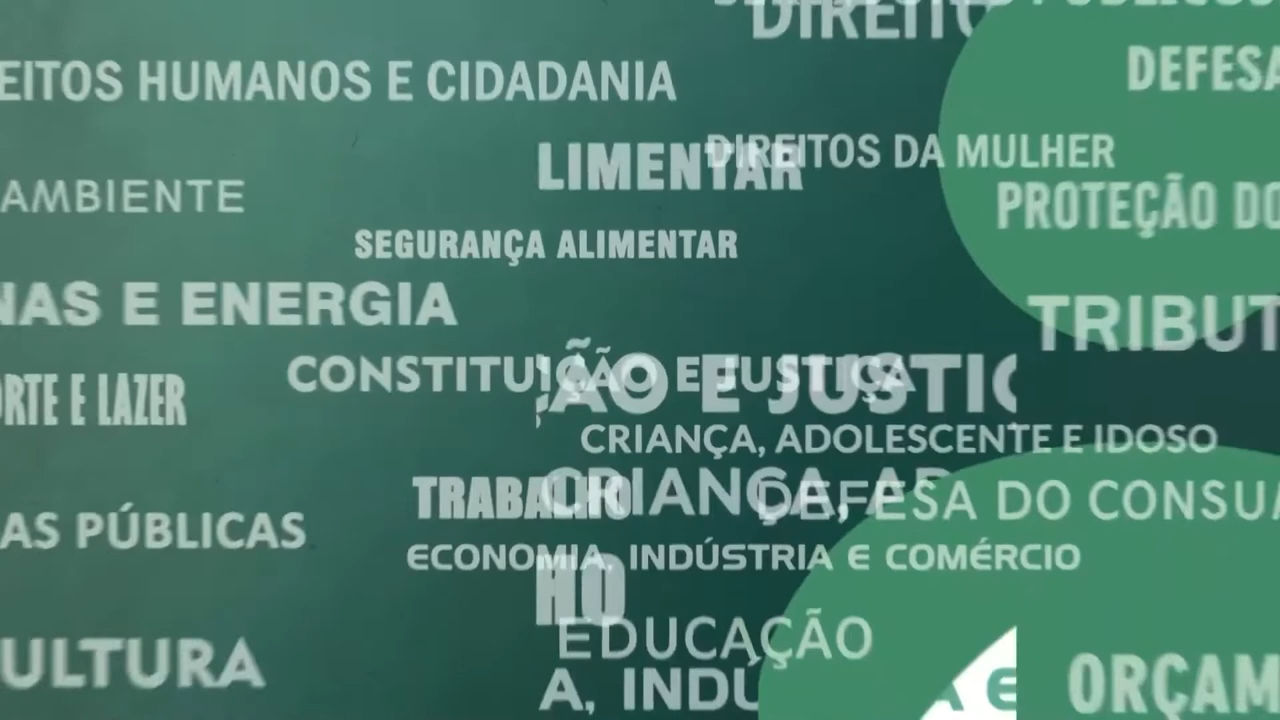 DIREITO
DEFESA
EITOS HUMANOS E CIDADANIA
DIREITOS DA MULHER
LIMENTAR
AMBIENTE
PROTEÇÃO DO
SEGURANÇA ALIMENTAR
NAS E ENERGIA
TRIBUT
CONSTITUIÇÃO E JUSTIÇA
ÃO E JUSTIÇ
RTE E LAZER
CRIANÇA, ADOLESCENTE E IDOSO
TRABALHO
CRIANÇA, AD
DEFESA DO CONSU
AS PÚBLICAS
ECONOMIA, INDÚSTRIA E COMÉRCIO
HO
EDUCAÇÃO
ULTURA
A, INDÚ
ORÇAM